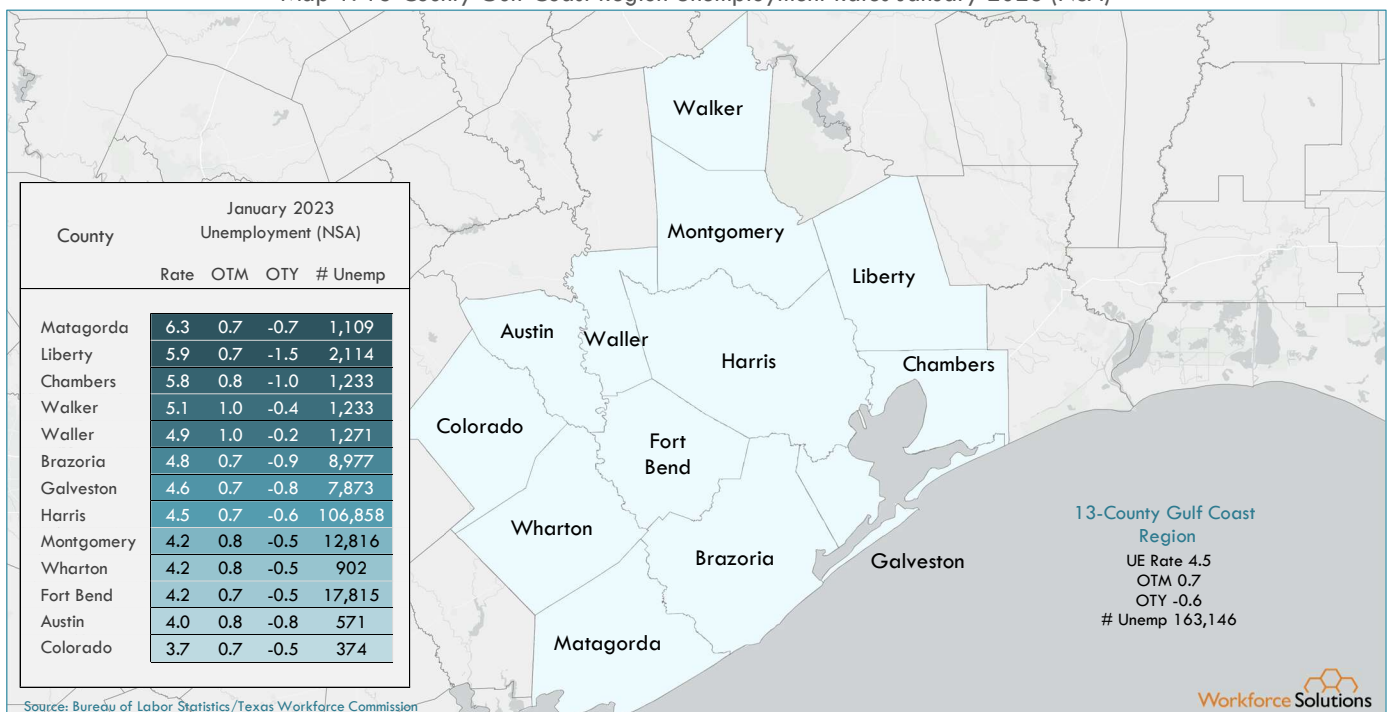 January 2023
County
Unemployment (NSA)
Rate OTM OTY # Unemp
Matagorda 6.3 0.7 -0.7 1,109
Liberty 5.9 0.7 -1.5 2,114
Chambers 5.8 0.8 -1.0 1,233
Walker 5.1 1.0 -0.4 1,233
Waller 4.9 1.0 -0.2 1,271
Brazoria 4.8 0.7 -0.9 8,977
Galveston 4.6 0.7 -0.8 7,873
Harris 4.5 0.7 -0.6 106,858
Montgomery 4.2 0.8 -0.5 12,816
Wharton 4.2 0.8 -0.5 902
Fort Bend 4.2 0.7 -0.5 17,815
Austin 4.0 0.8 -0.8 571
Colorado 3.7 0.7 -0.5 374
Source: Bureau of Labor Statistics/Texas Workforce Commission
Walker
Montgomery
Liberty
Austin
Waller
Harris
Chambers
Colorado
Fort
Bend
Wharton
Brazoria
Galveston
Matagorda
13-County Gulf Coast
Region
UE Rate 4.5
OTM 0.7
OTY -0.6
# Unemp 163,146
Workforce Solutions